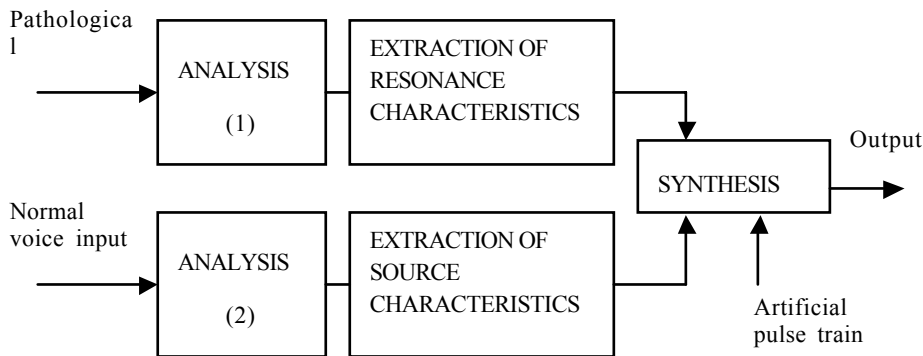 Pathologica
l
ANALYSIS
(1)
EXTRACTION OF
RESONANCE
CHARACTERISTICS
Output
SYNTHESIS
Normal
voice input
ANALYSIS
(2)
EXTRACTION OF
SOURCE
CHARACTERISTICS
Artificial
pulse train